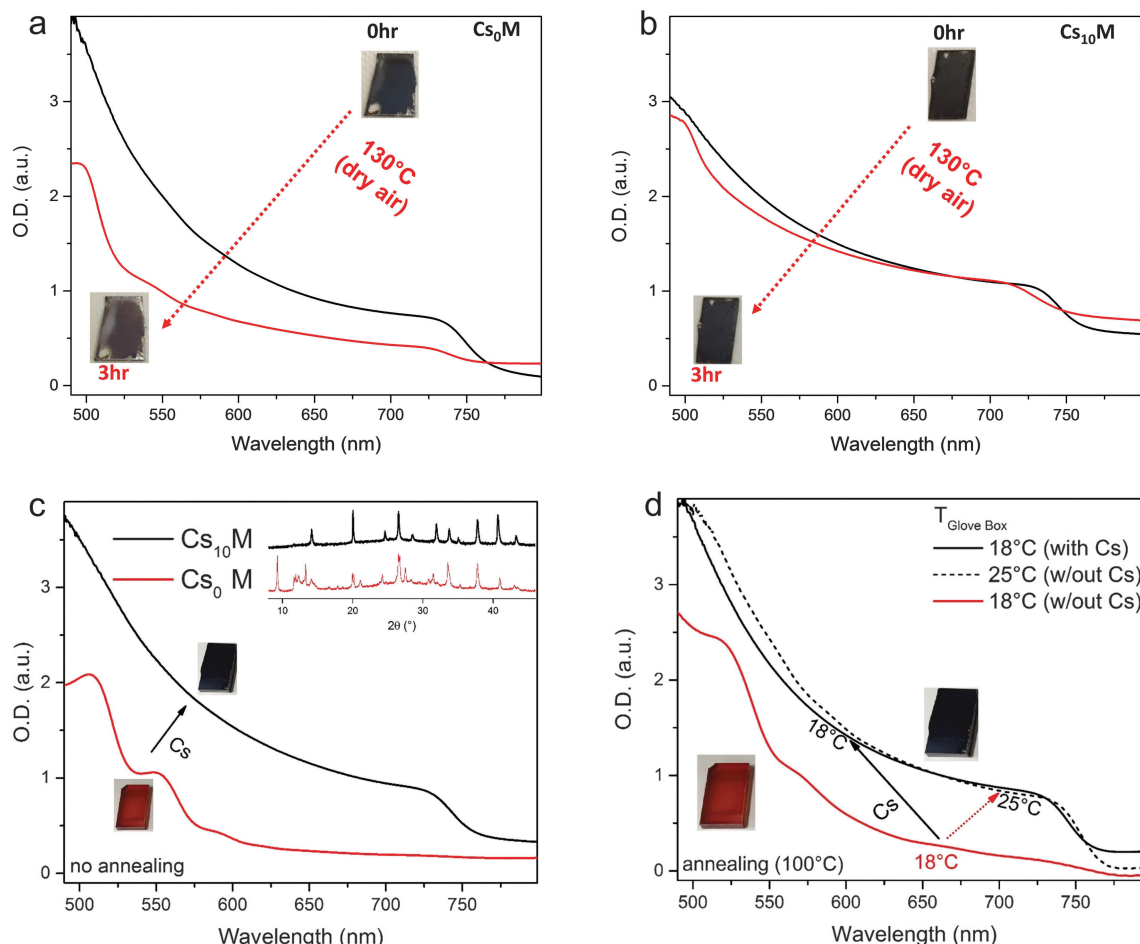 a
0hr
Cs₀M
130°C
(dry air)
3hr
O.D. (a.u.)
0
1
2
3
500 550 600 650 700 750
Wavelength (nm)
b
0hr
Cs₁₀M
130°C
(dry air)
3hr
O.D. (a.u.)
0
1
2
3
500 550 600 650 700 750
Wavelength (nm)
c
Cs₁₀M
Cs₀ M
10 20 30 40
2θ (°)
Cs
no annealing
O.D. (a.u.)
0
1
2
3
500 550 600 650 700 750
Wavelength (nm)
d
T Glove Box
18°C (with Cs)
25°C (w/out Cs)
18°C (w/out Cs)
18°C
Cs
25°C
18°C
annealing (100°C)
O.D. (a.u.)
0
1
2
3
500 550 600 650 700 750
Wavelength (nm)